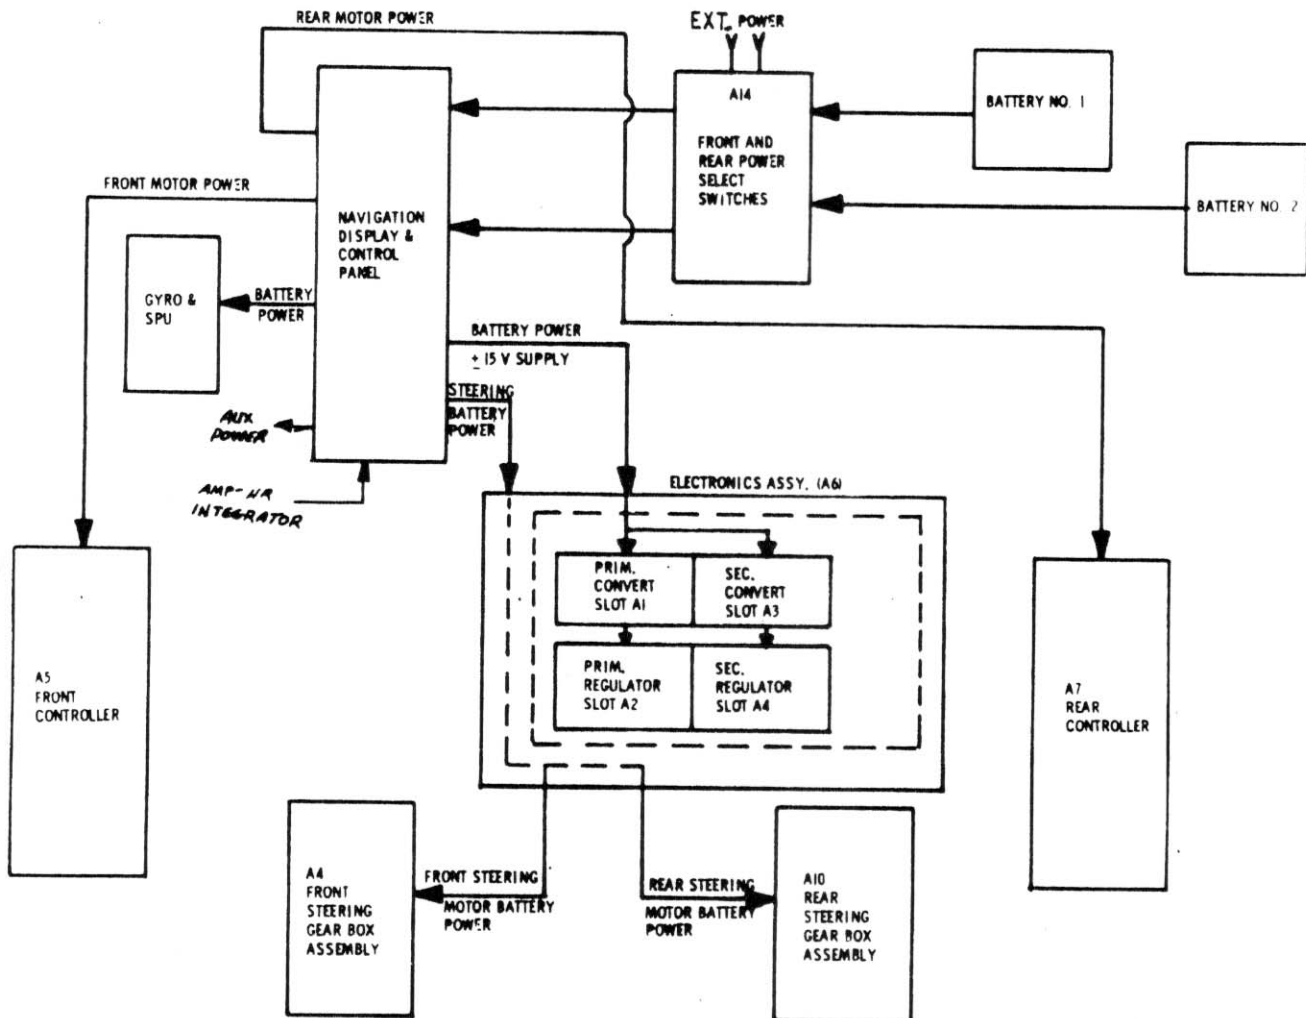 REAR MOTOR POWER
EXT. POWER
A14
FRONT AND
REAR POWER
SELECT
SWITCHES
BATTERY NO. 1
BATTERY NO. 2
FRONT MOTOR POWER
NAVIGATION
DISPLAY &
CONTROL
PANEL
GYRO &
SPU
BATTERY
POWER
BATTERY POWER
± 15 V SUPPLY
STEERING
BATTERY
POWER
AUX
POWER
AMP-HR
INTEGRATOR
ELECTRONICS ASSY. (A6)
PRIM.
CONVERT
SLOT A1
SEC.
CONVERT
SLOT A3
PRIM.
REGULATOR
SLOT A2
SEC.
REGULATOR
SLOT A4
A5
FRONT
CONTROLLER
A7
REAR
CONTROLLER
A4
FRONT
STEERING
GEAR BOX
ASSEMBLY
FRONT STEERING
MOTOR BATTERY
POWER
REAR STEERING
MOTOR BATTERY
POWER
A10
REAR
STEERING
GEAR BOX
ASSEMBLY